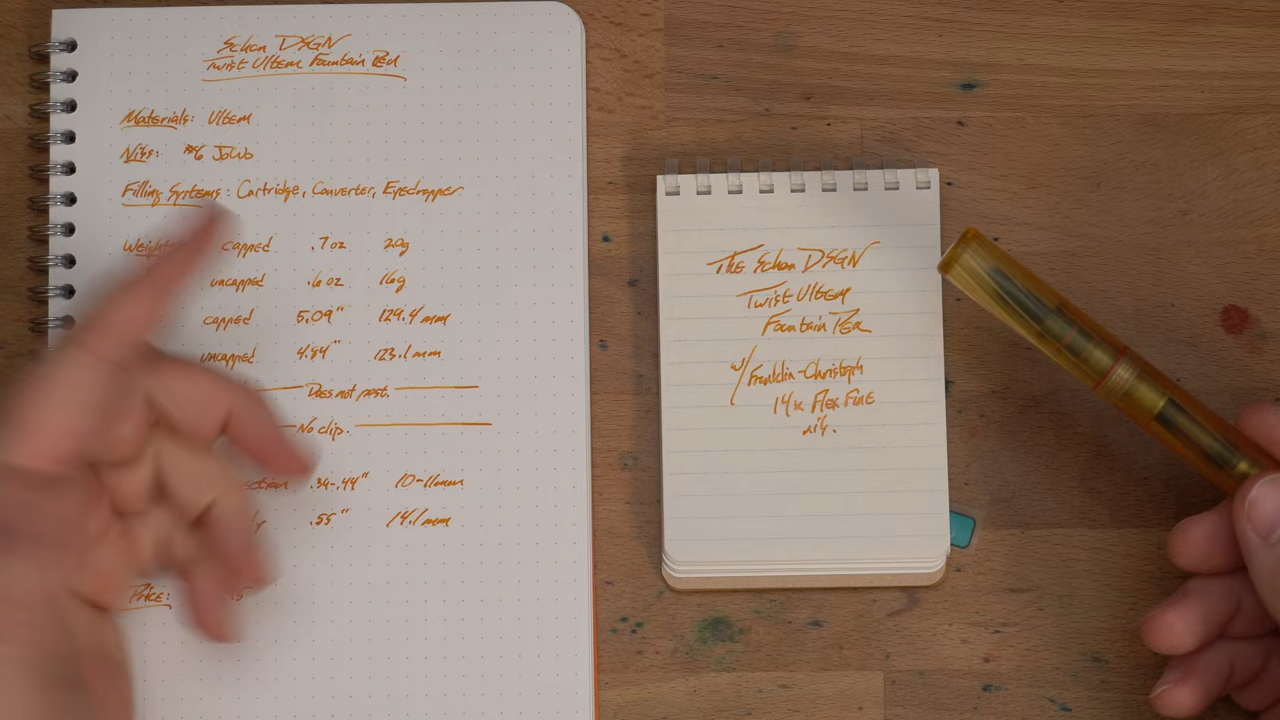 Schon DSGN
Twist Ultem Fountain Pen
Materials: Ultem
Nibs: #6 JoWo
Filling Systems: Cartridge, Converter, Eyedropper
Weight capped .7oz 20g
uncapped .6oz 16g
capped 5.09" 129.4mm
uncapped 4.84" 123.1mm
Does not post.
No clip.
10-11mm
.55" 14.1mm
Price:
The Schon DSGN
Twist Ultem
Fountain Pen
w/ Franklin-Christoph
14k Flex Fine
nib.